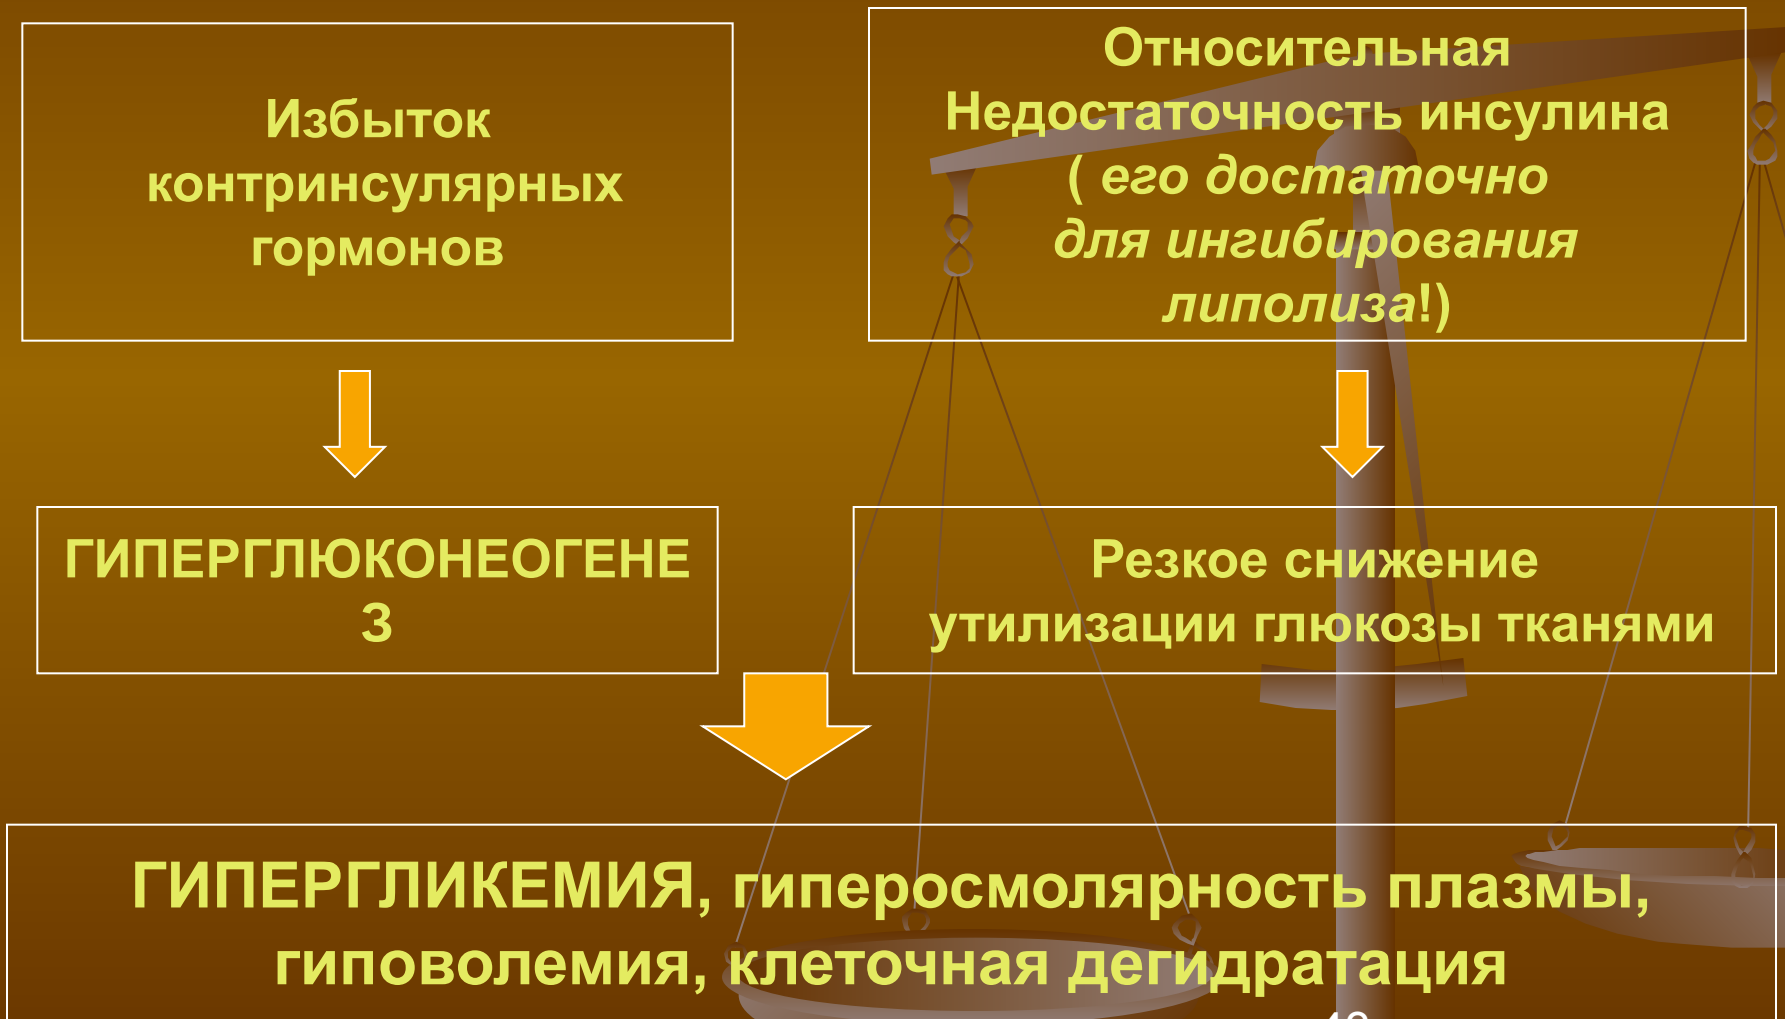 Избыток
контринсулярных
гормонов
Относительная
Недостаточность инсулина
( его достаточно
для ингибирования
липолиза!)
ГИПЕРГЛЮКОНЕОГЕНЕ
З
Резкое снижение
утилизации глюкозы тканями
ГИПЕРГЛИКЕМИЯ, гиперосмолярность плазмы,
гиповолемия, клеточная дегидратация